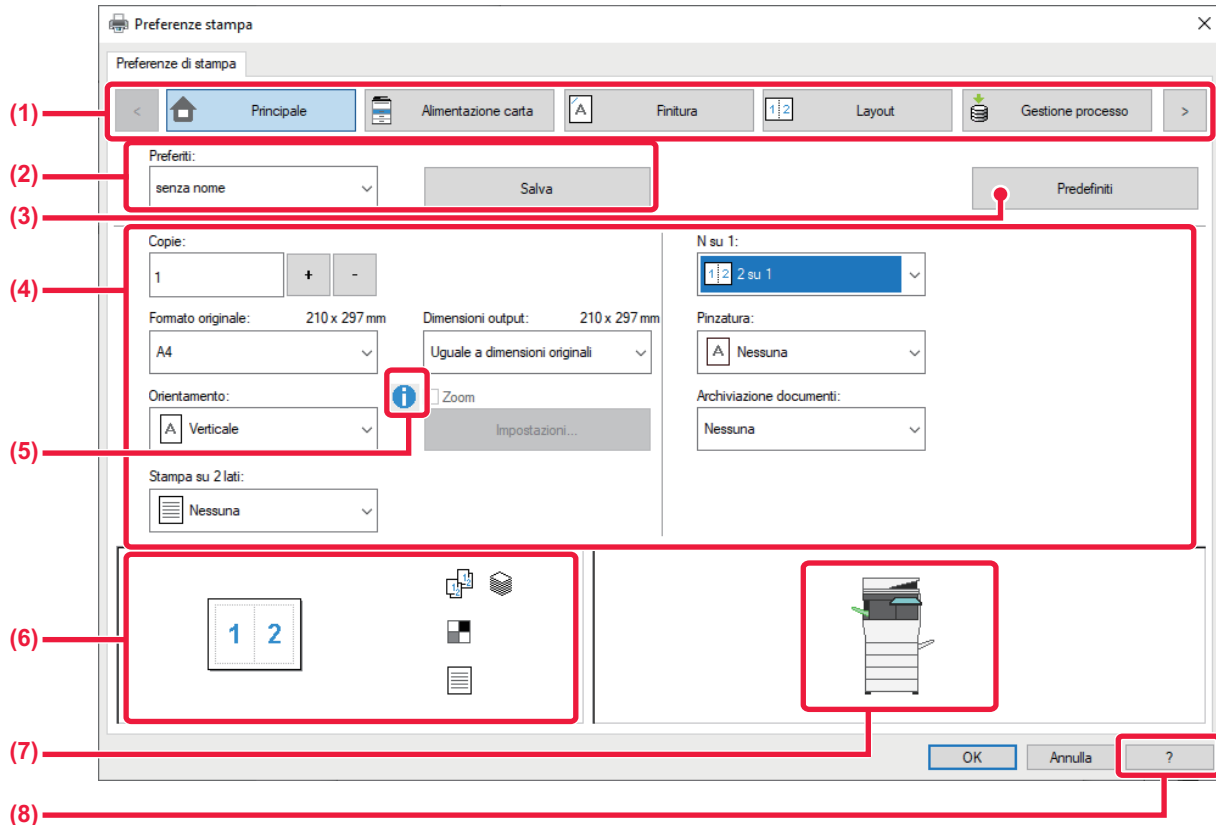 Preferenze stampa
Preferenze di stampa
(1)
< Principale Alimentazione carta Finitura Layout Gestione processo >
Preferiti:
(2)
senza nome Salva Predefiniti
(3)
Copie: N su 1:
1 + - 1 2 2 su 1
(4)
Formato originale: 210 x 297 mm Dimensioni output: 210 x 297 mm Pinzatura:
A4 Uguale a dimensioni originali A Nessuna
Orientamento: Zoom Archiviazione documenti:
A Verticale Impostazioni... Nessuna
(5)
Stampa su 2 lati:
Nessuna
(6)
1 2
(7)
OK Annulla ?
(8)